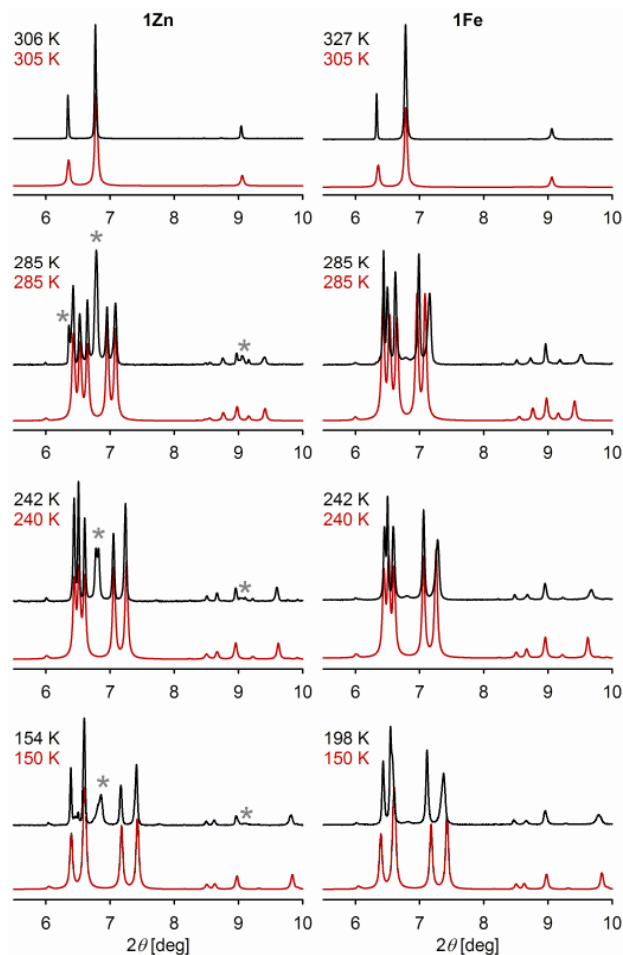 1Zn 1Fe
306 K 327 K
305 K 305 K
6 7 8 9 10 6 7 8 9 10
*
285 K 285 K
285 K 285 K
* *
6 7 8 9 10 6 7 8 9 10
242 K 242 K
240 K 240 K
* *
6 7 8 9 10 6 7 8 9 10
154 K 198 K
150 K 150 K
* *
6 7 8 9 10 6 7 8 9 10
2θ [deg] 2θ [deg]